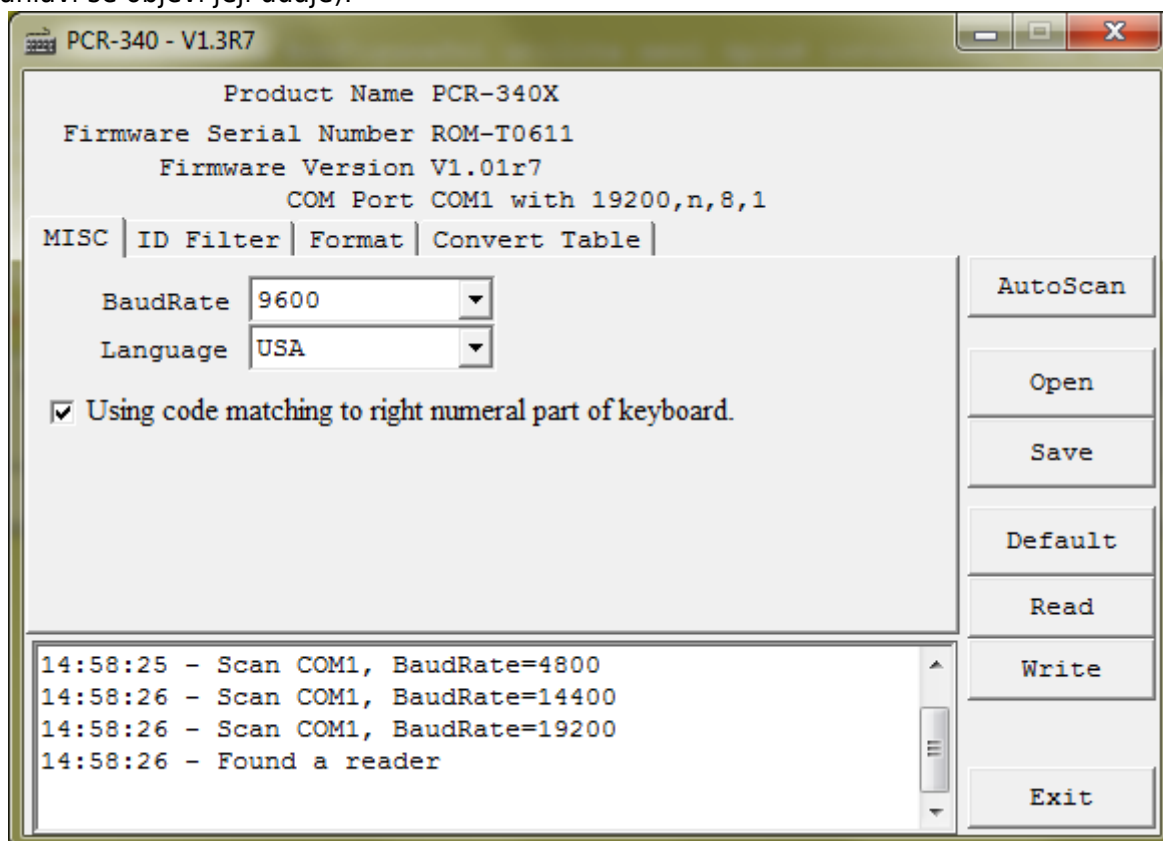 PCR-340 - V1.3R7
Product Name PCR-340X
Firmware Serial Number ROM-T0611
Firmware Version V1.01r7
COM Port COM1 with 19200,n,8,1
MISC ID Filter Format Convert Table
BaudRate 9600
Language USA
Using code matching to right numeral part of keyboard.
AutoScan
Open
Save
Default
Read
Write
Exit
14:58:25 - Scan COM1, BaudRate=4800
14:58:26 - Scan COM1, BaudRate=14400
14:58:26 - Scan COM1, BaudRate=19200
14:58:26 - Found a reader